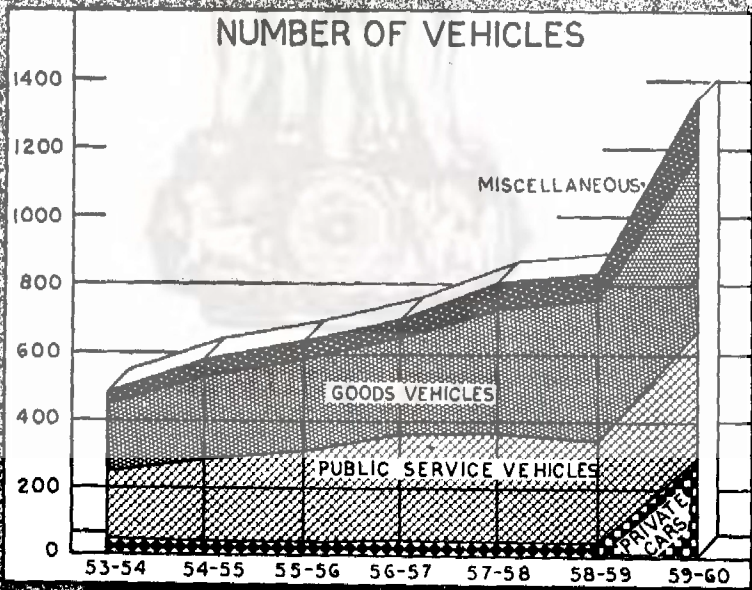 NUMBER OF VEHICLES
1400
1200
1000
800
600
400
200
0
MISCELLANEOUS
GOODS VEHICLES
PUBLIC SERVICE VEHICLES
PRIVATE
CARS
53-54 54-55 55-56 56-57 57-58 58-59 59-60